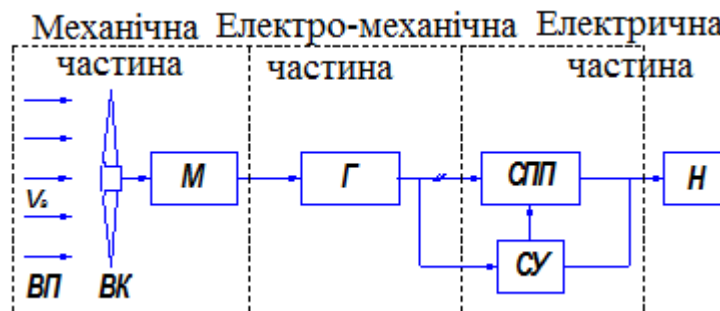 Механічна Електро-механічна Електрична
частина частина частина
М Г СПП Н
V₀
СУ
ВП ВК